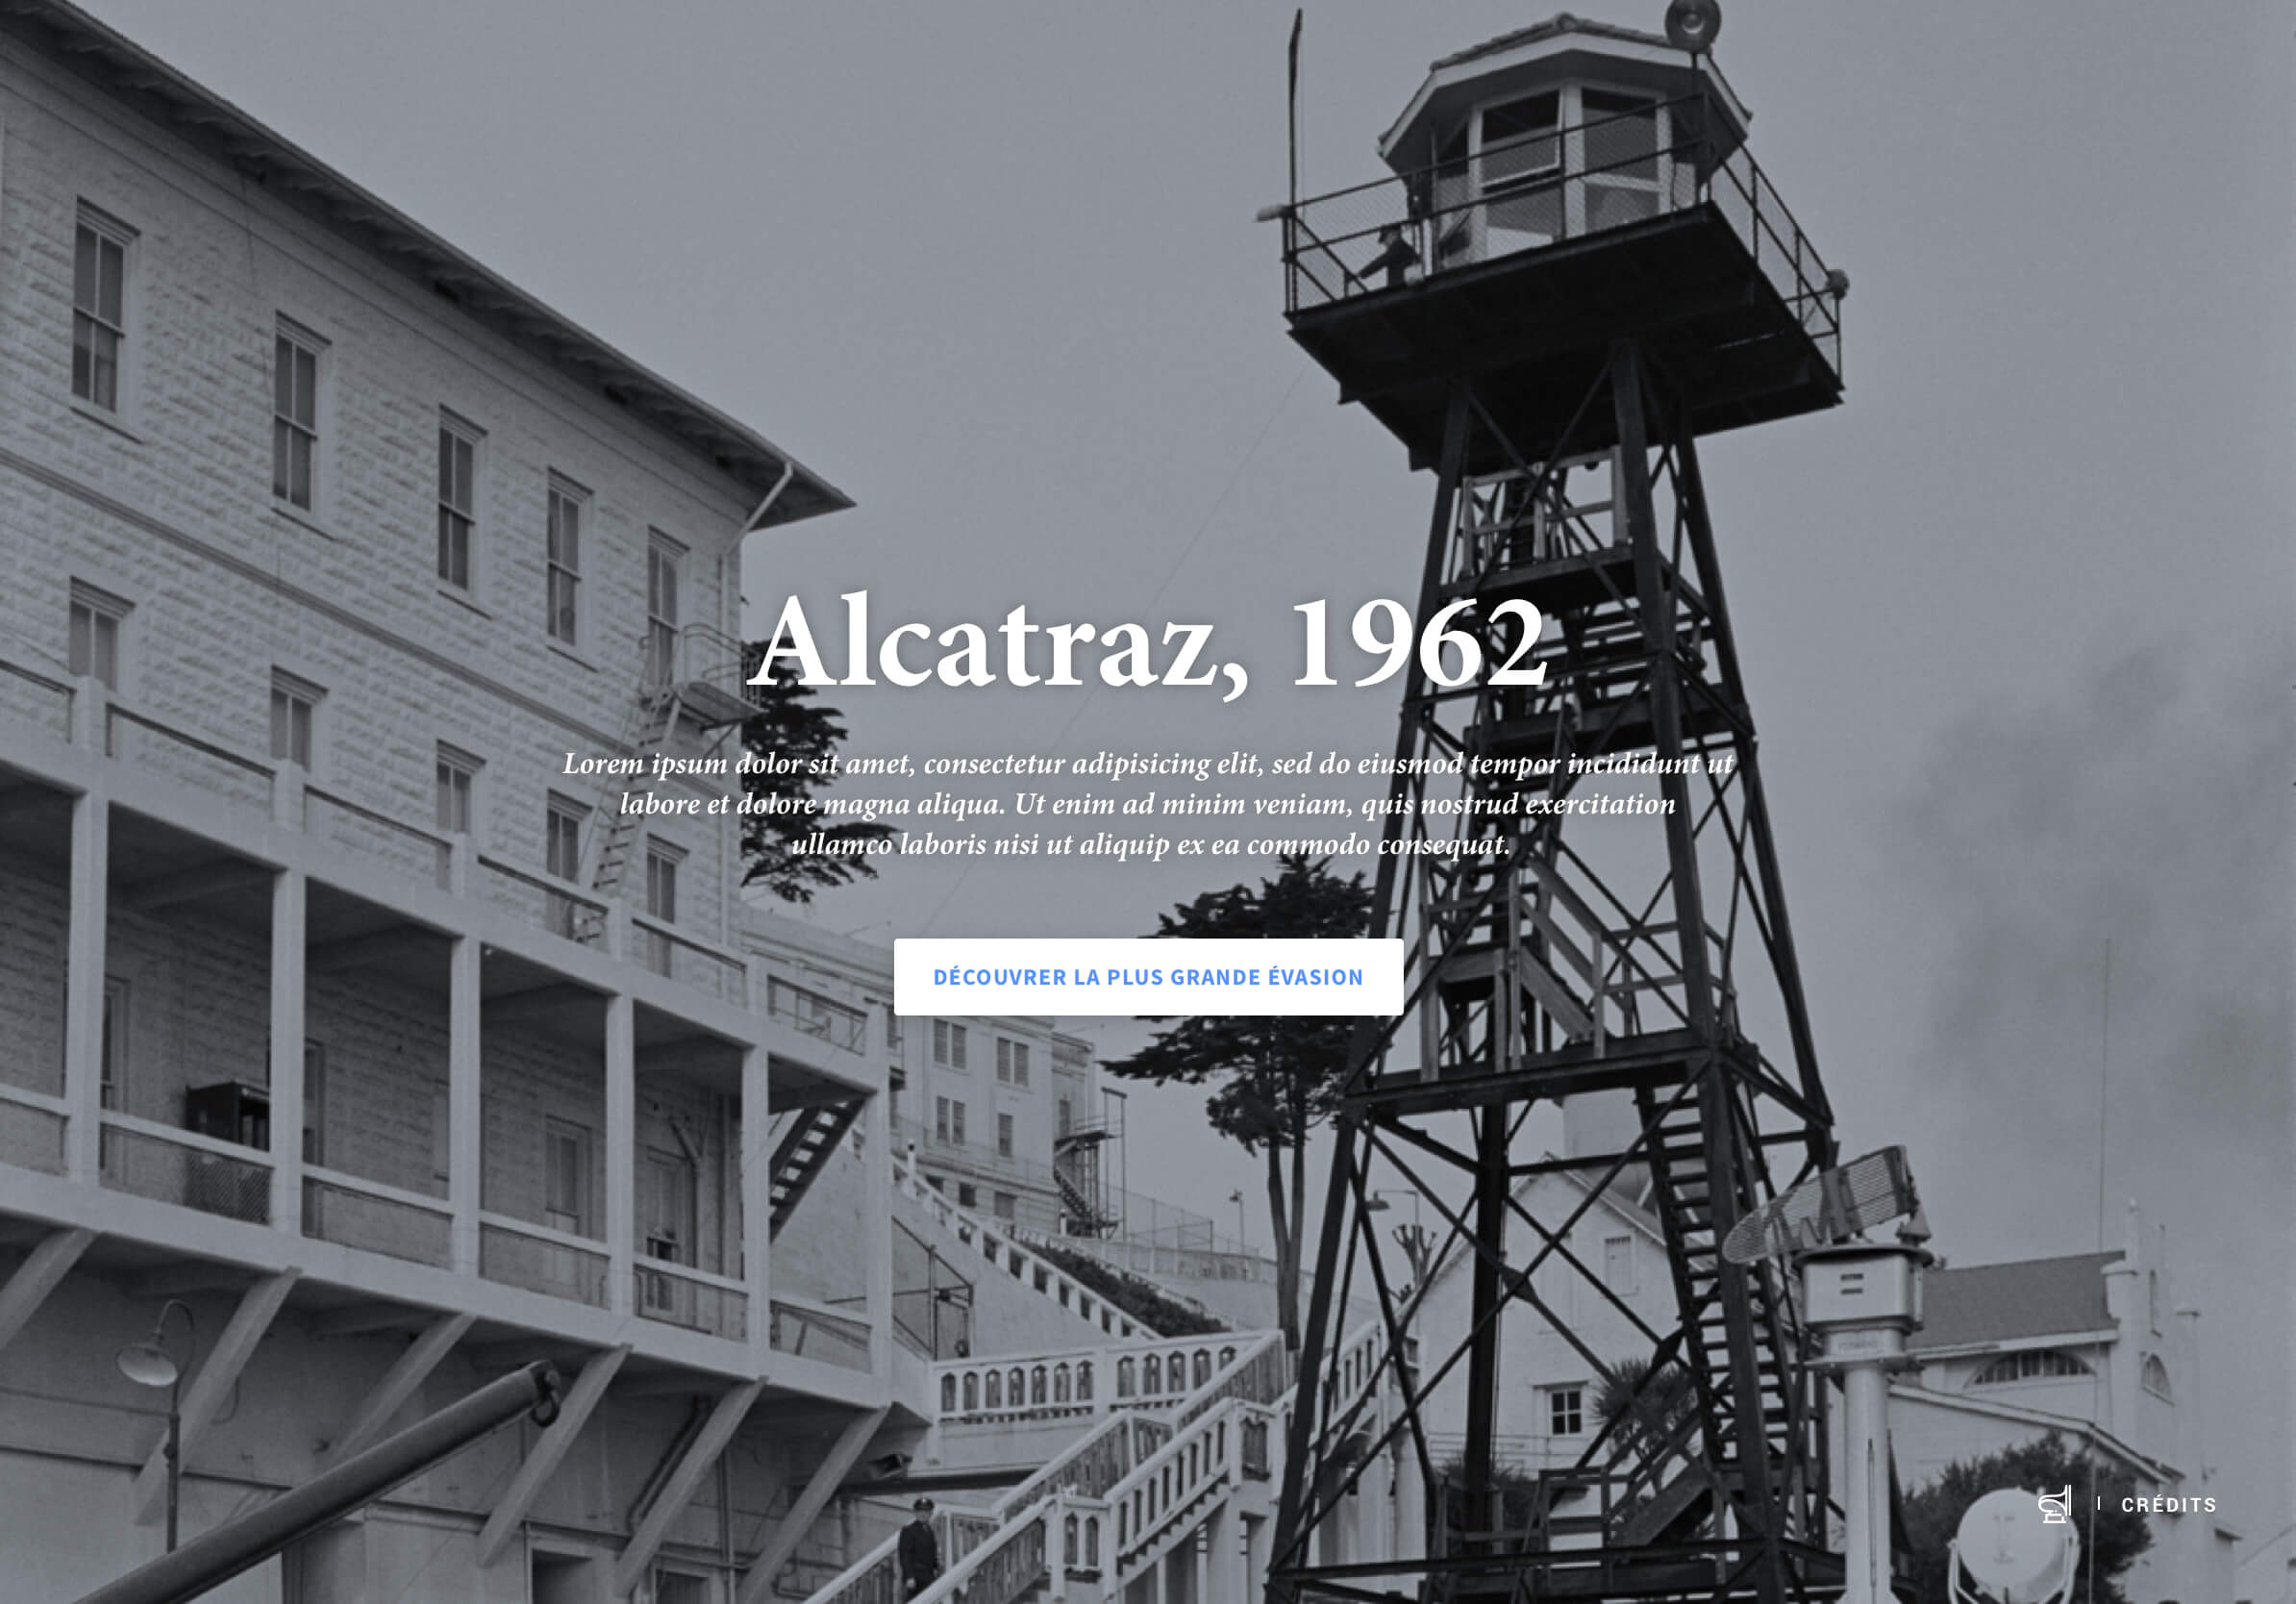 Alcatraz, 1962
Lorem ipsum dolor sit amet, consectetur adipisicing elit, sed do eiusmod tempor incididunt ut
labore et dolore magna aliqua. Ut enim ad minim veniam, quis nostrud exercitation
ullamco laboris nisi ut aliquip ex ea commodo consequat.
DÉCOUVRER LA PLUS GRANDE ÉVASION
CRÉDITS